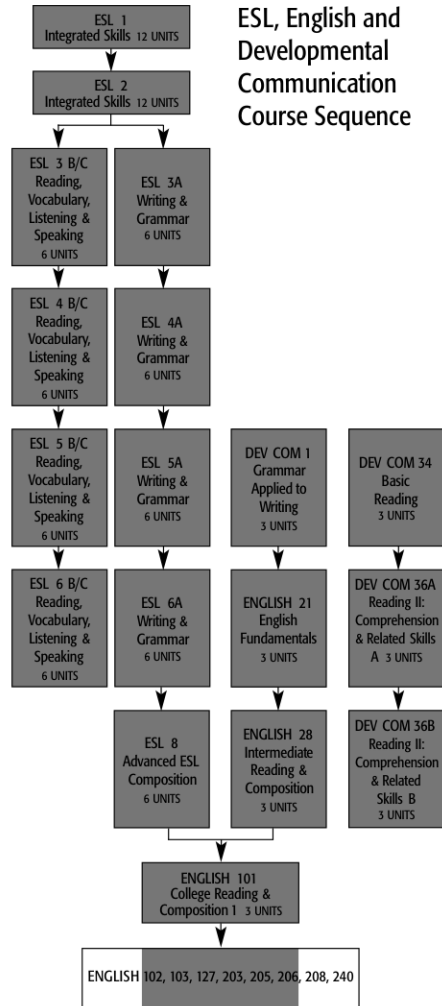 ESL, English and
Developmental
Communication
Course Sequence
ESL 1
Integrated Skills 12 UNITS
ESL 2
Integrated Skills 12 UNITS
ESL 3 B/C
Reading,
Vocabulary,
Listening &
Speaking
6 UNITS
ESL 3A
Writing &
Grammar
6 UNITS
ESL 4 B/C
Reading,
Vocabulary,
Listening &
Speaking
6 UNITS
ESL 4A
Writing &
Grammar
6 UNITS
ESL 5 B/C
Reading,
Vocabulary,
Listening &
Speaking
6 UNITS
ESL 5A
Writing &
Grammar
6 UNITS
DEV COM 1
Grammar
Applied to
Writing
3 UNITS
DEV COM 34
Basic
Reading
3 UNITS
ESL 6 B/C
Reading,
Vocabulary,
Listening &
Speaking
6 UNITS
ESL 6A
Writing &
Grammar
6 UNITS
ENGLISH 21
English
Fundamentals
3 UNITS
DEV COM 36A
Reading II:
Comprehension
& Related Skills
A 3 UNITS
ESL 8
Advanced ESL
Composition
6 UNITS
ENGLISH 28
Intermediate
Reading &
Composition
3 UNITS
DEV COM 36B
Reading II:
Comprehension
& Related
Skills B
3 UNITS
ENGLISH 101
College Reading &
Composition 1 3 UNITS
ENGLISH 102, 103, 127, 203, 205, 206, 208, 240